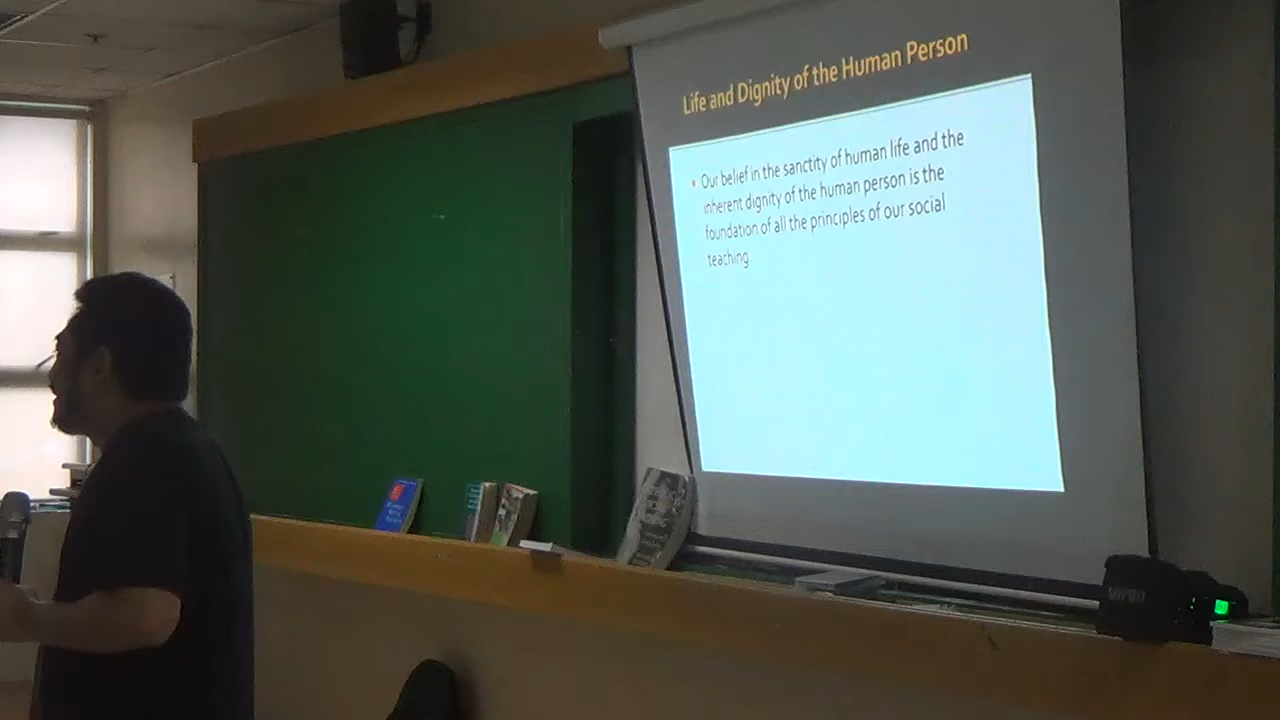 Life and Dignity of the Human Person
Our belief in the sanctity of human life and the
inherent dignity of the human person is the
foundation of all the principles of our social
teaching.
MIPRO